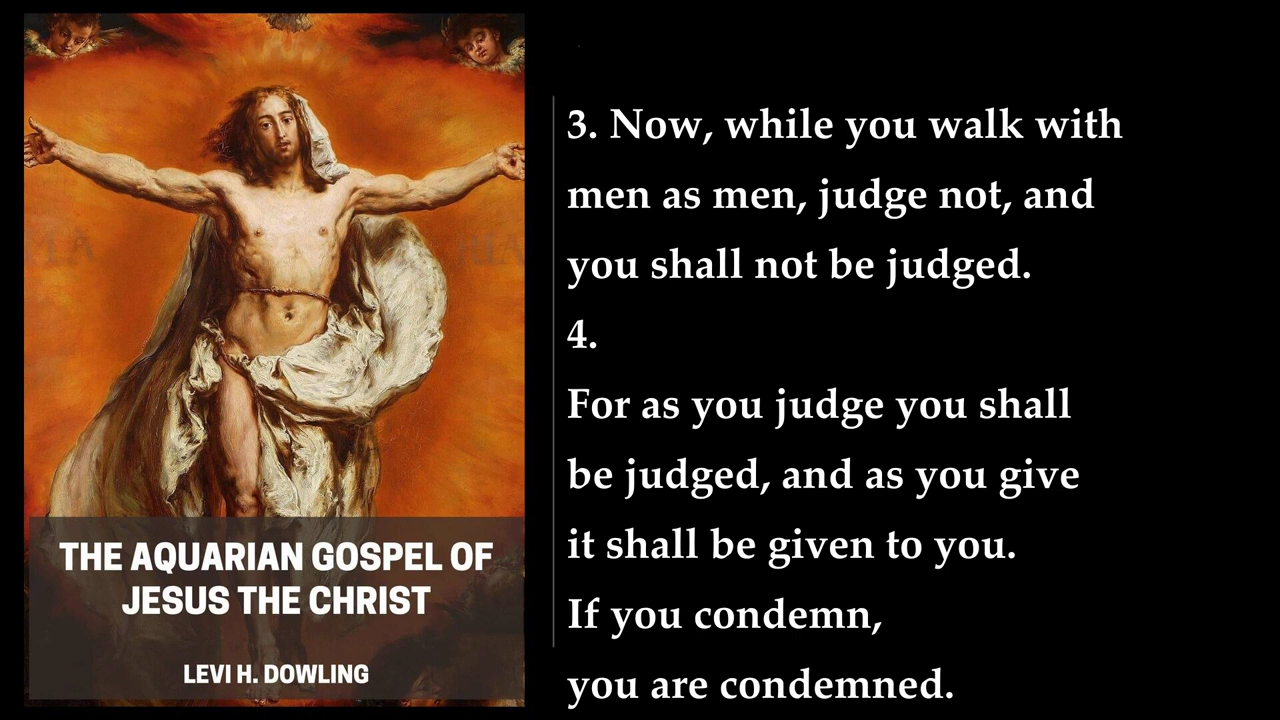 THE AQUARIAN GOSPEL OF
JESUS THE CHRIST
LEVI H. DOWLING
3. Now, while you walk with
men as men, judge not, and
you shall not be judged.
4.
For as you judge you shall
be judged, and as you give
it shall be given to you.
If you condemn,
you are condemned.